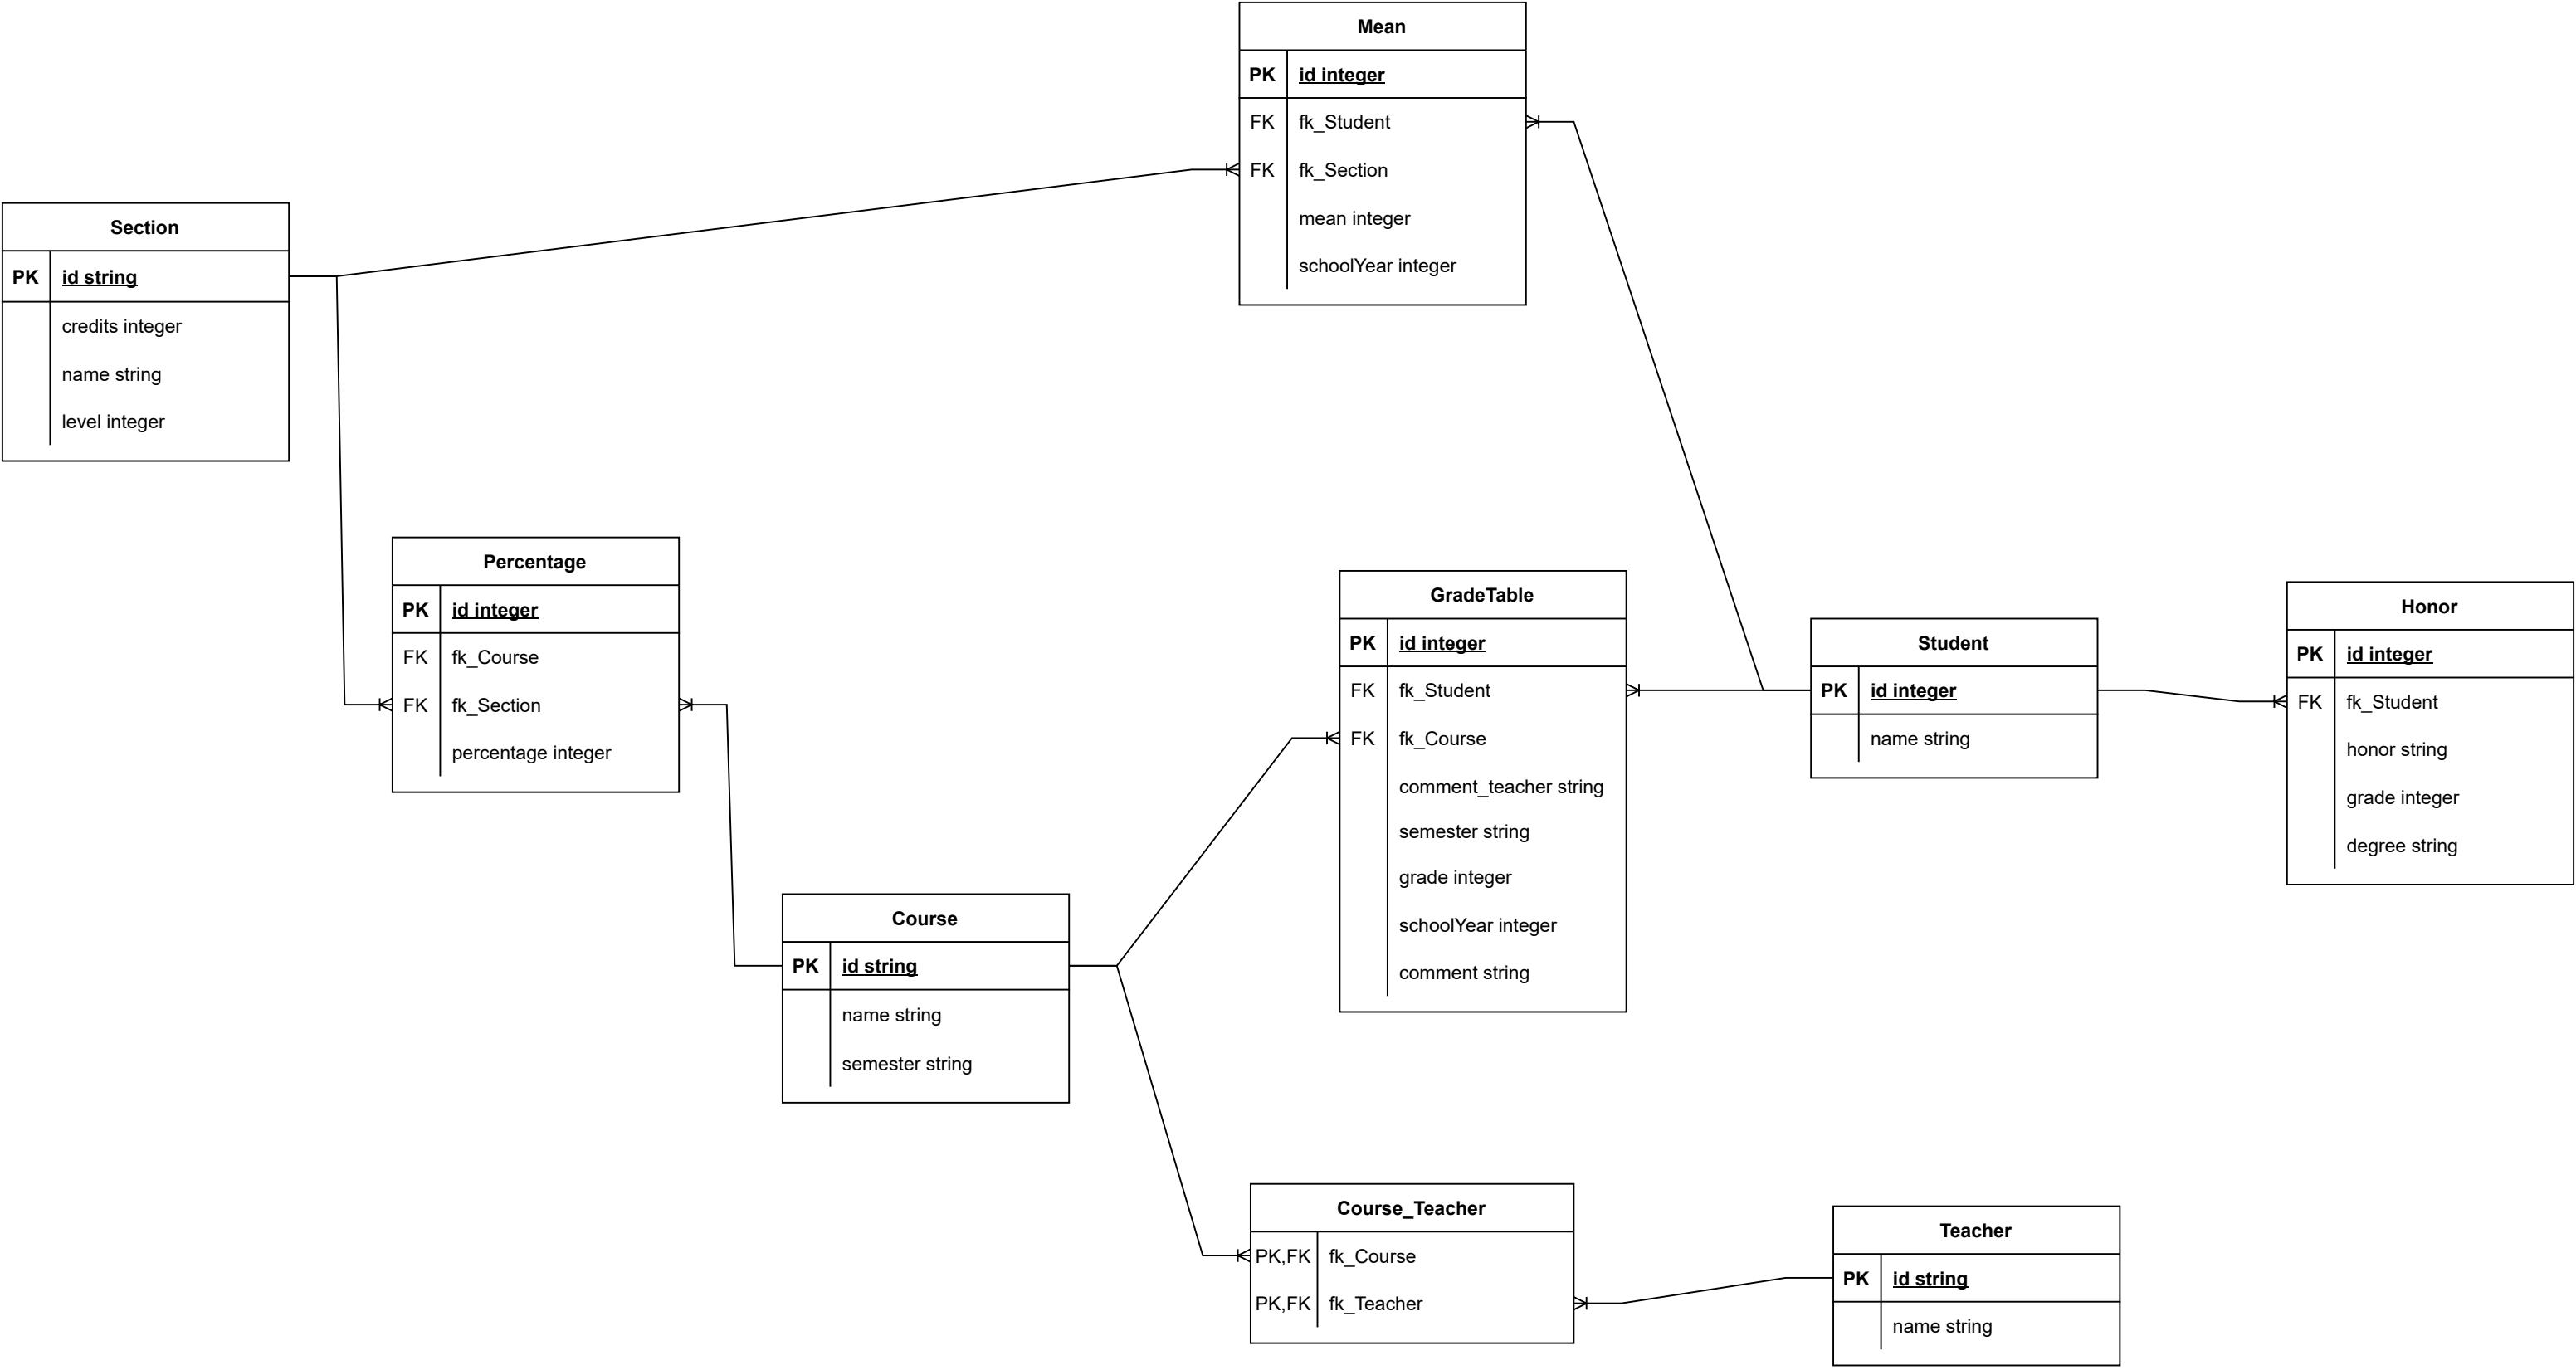 Mean
PK id integer
FK fk_Student
FK fk_Section
mean integer
schoolYear integer
Section
PK id string
credits integer
name string
level integer
Percentage
PK id integer
FK fk_Course
FK fk_Section
percentage integer
GradeTable
PK id integer
FK fk_Student
FK fk_Course
comment_teacher string
semester string
grade integer
schoolYear integer
comment string
Student
PK id integer
name string
Honor
PK id integer
FK fk_Student
honor string
grade integer
degree string
Course
PK id string
name string
semester string
Course_Teacher
PK,FK fk_Course
PK,FK fk_Teacher
Teacher
PK id string
name string